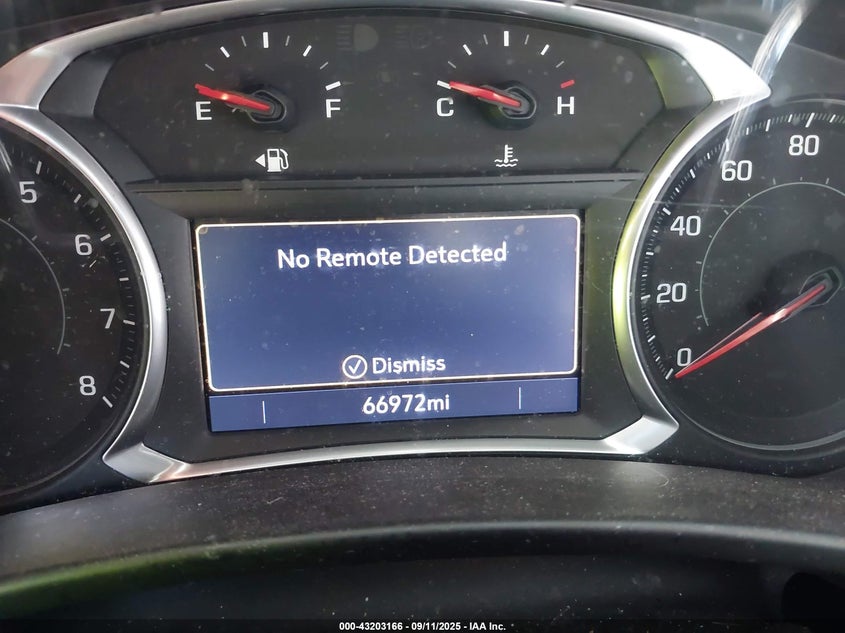 E F
C H
5
6
7
8
0
20
40
60
80
No Remote Detected
Dismiss
66972mi
000-43203166 - 09/11/2025 - IAA Inc.